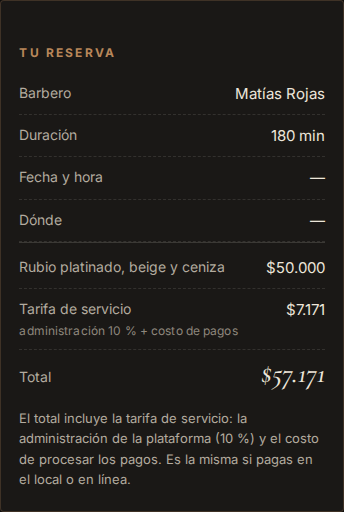 TU RESERVA
Barbero Matías Rojas
Duración 180 min
Fecha y hora —
Dónde —
Rubio platinado, beige y ceniza $50.000
Tarifa de servicio $7.171
administración 10 % + costo de pagos
Total $57.171
El total incluye la tarifa de servicio: la
administración de la plataforma (10 %) y el costo
de procesar los pagos. Es la misma si pagas en
el local o en línea.